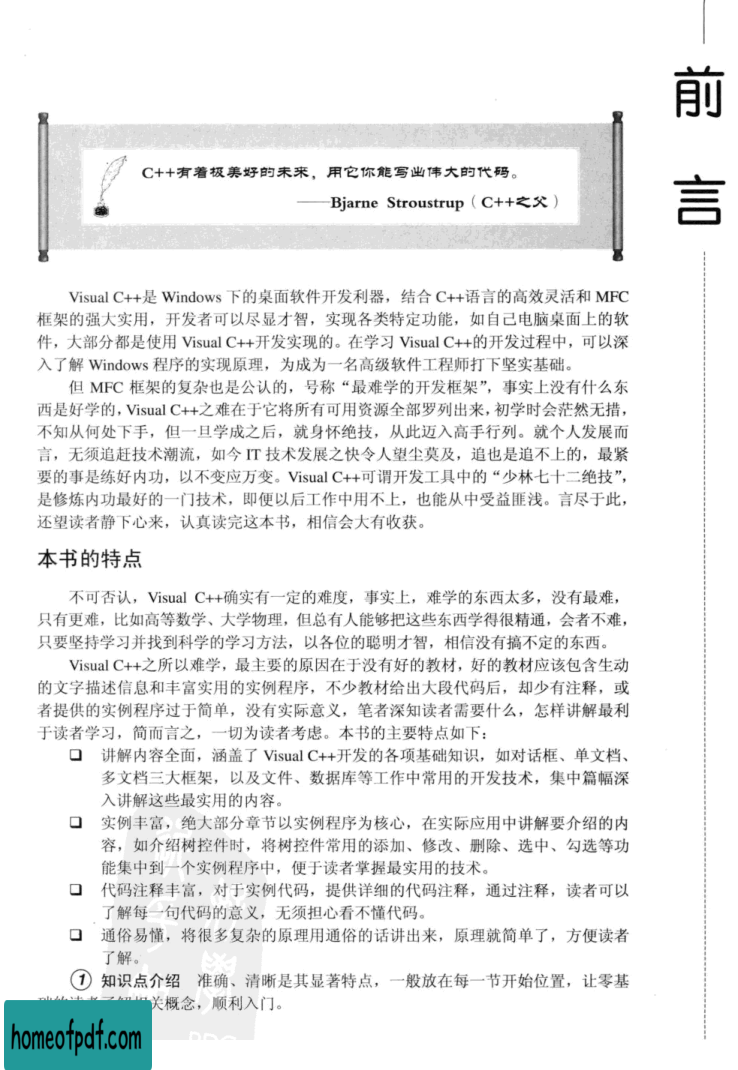 前言
C++有着极美好的未来，用它你能写出伟大的代码。
——Bjarne Stroustrup（C++之父）
Visual C++是 Windows 下的桌面软件开发利器，结合 C++语言的高效灵活和 MFC
框架的强大实用，开发者可以尽显才智，实现各类特定功能，如自己电脑桌面上的软
件，大部分都是使用 Visual C++开发实现的。在学习 Visual C++的开发过程中，可以深
入了解 Windows 程序的实现原理，为成为一名高级软件工程师打下坚实基础。
但 MFC 框架的复杂也是公认的，号称“最难学的开发框架”，事实上没有什么东
西是好学的，Visual C++之难在于它将所有可用资源全部罗列出来，初学时会茫然无措，
不知从何处下手，但一旦学成之后，就身怀绝技，从此迈入高手行列。就个人发展而
言，无须追赶技术潮流，如今 IT 技术发展之快令人望尘莫及，追也是追不上的，最紧
要的事是练好内功，以不变应万变。Visual C++可谓开发工具中的“少林七十二绝技”，
是修炼内功最好的一门技术，即便以后工作中用不上，也能从中受益匪浅。言尽于此，
还望读者静下心来，认真读完这本书，相信会大有收获。
本书的特点
不可否认，Visual C++确实有一定的难度，事实上，难学的东西太多，没有最难，
只有更难，比如高等数学、大学物理，但总有人能够把这些东西学得很精通，会者不难，
只要坚持学习并找到科学的学习方法，以各位的聪明才智，相信没有搞不定的东西。
Visual C++之所以难学，最主要的原因在于没有好的教材，好的教材应该包含生动
的文字描述信息和丰富实用的实例程序，不少教材给出大段代码后，却少有注释，或
者提供的实例程序过于简单，没有实际意义，笔者深知读者需要什么，怎样讲解最利
于读者学习，简而言之，一切为读者考虑。本书的主要特点如下：
❑ 讲解内容全面，涵盖了 Visual C++开发的各项基础知识，如对话框、单文档、
多文档三大框架，以及文件、数据库等工作中常用的开发技术，集中篇幅深
入讲解这些最实用的内容。
❑ 实例丰富，绝大部分章节以实例程序为核心，在实际应用中讲解要介绍的内
容，如介绍树控件时，将树控件常用的添加、修改、删除、选中、勾选等功
能集中到一个实例程序中，便于读者掌握最实用的技术。
❑ 代码注释丰富，对于实例代码，提供详细的代码注释，通过注释，读者可以
了解每一句代码的意义，无须担心看不懂代码。
❑ 通俗易懂，将很多复杂的原理用通俗的话讲出来，原理就简单了，方便读者
了解。
① 知识点介绍 准确、清晰是其显著特点，一般放在每一节开始位置，让零基
关概念，顺利入门。
homeofpdf.com